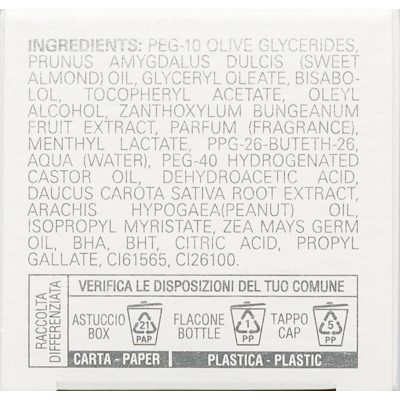 INGREDIENTS: PEG-10 OLIVE GLYCERIDES,
PRUNUS AMYGDALUS DULCIS (SWEET
ALMOND) OIL, GLYCERYL OLEATE, BISABO-
LOL, TOCOPHERYL ACETATE, OLEYL
ALCOHOL, ZANTHOXYLUM BUNGEANUM
FRUIT EXTRACT, PARFUM (FRAGRANCE),
MENTHYL LACTATE, PPG-26-BUTETH-26,
AQUA (WATER), PEG-40 HYDROGENATED
CASTOR OIL, DEHYDROACETIC ACID,
DAUCUS CAROTA SATIVA ROOT EXTRACT,
ARACHIS HYPOGAEA(PEANUT) OIL,
ISOPROPYL MYRISTATE, ZEA MAYS GERM
OIL, BHA, BHT, CITRIC ACID, PROPYL
GALLATE, CI61565, CI26100.
RACCOLTA
DIFFERENZIATA
VERIFICA LE DISPOSIZIONI DEL TUO COMUNE
ASTUCCIO
BOX
21
PAP
FLACONE
BOTTLE
1
PP
TAPPO
CAP
5
PP
CARTA - PAPER
PLASTICA - PLASTIC